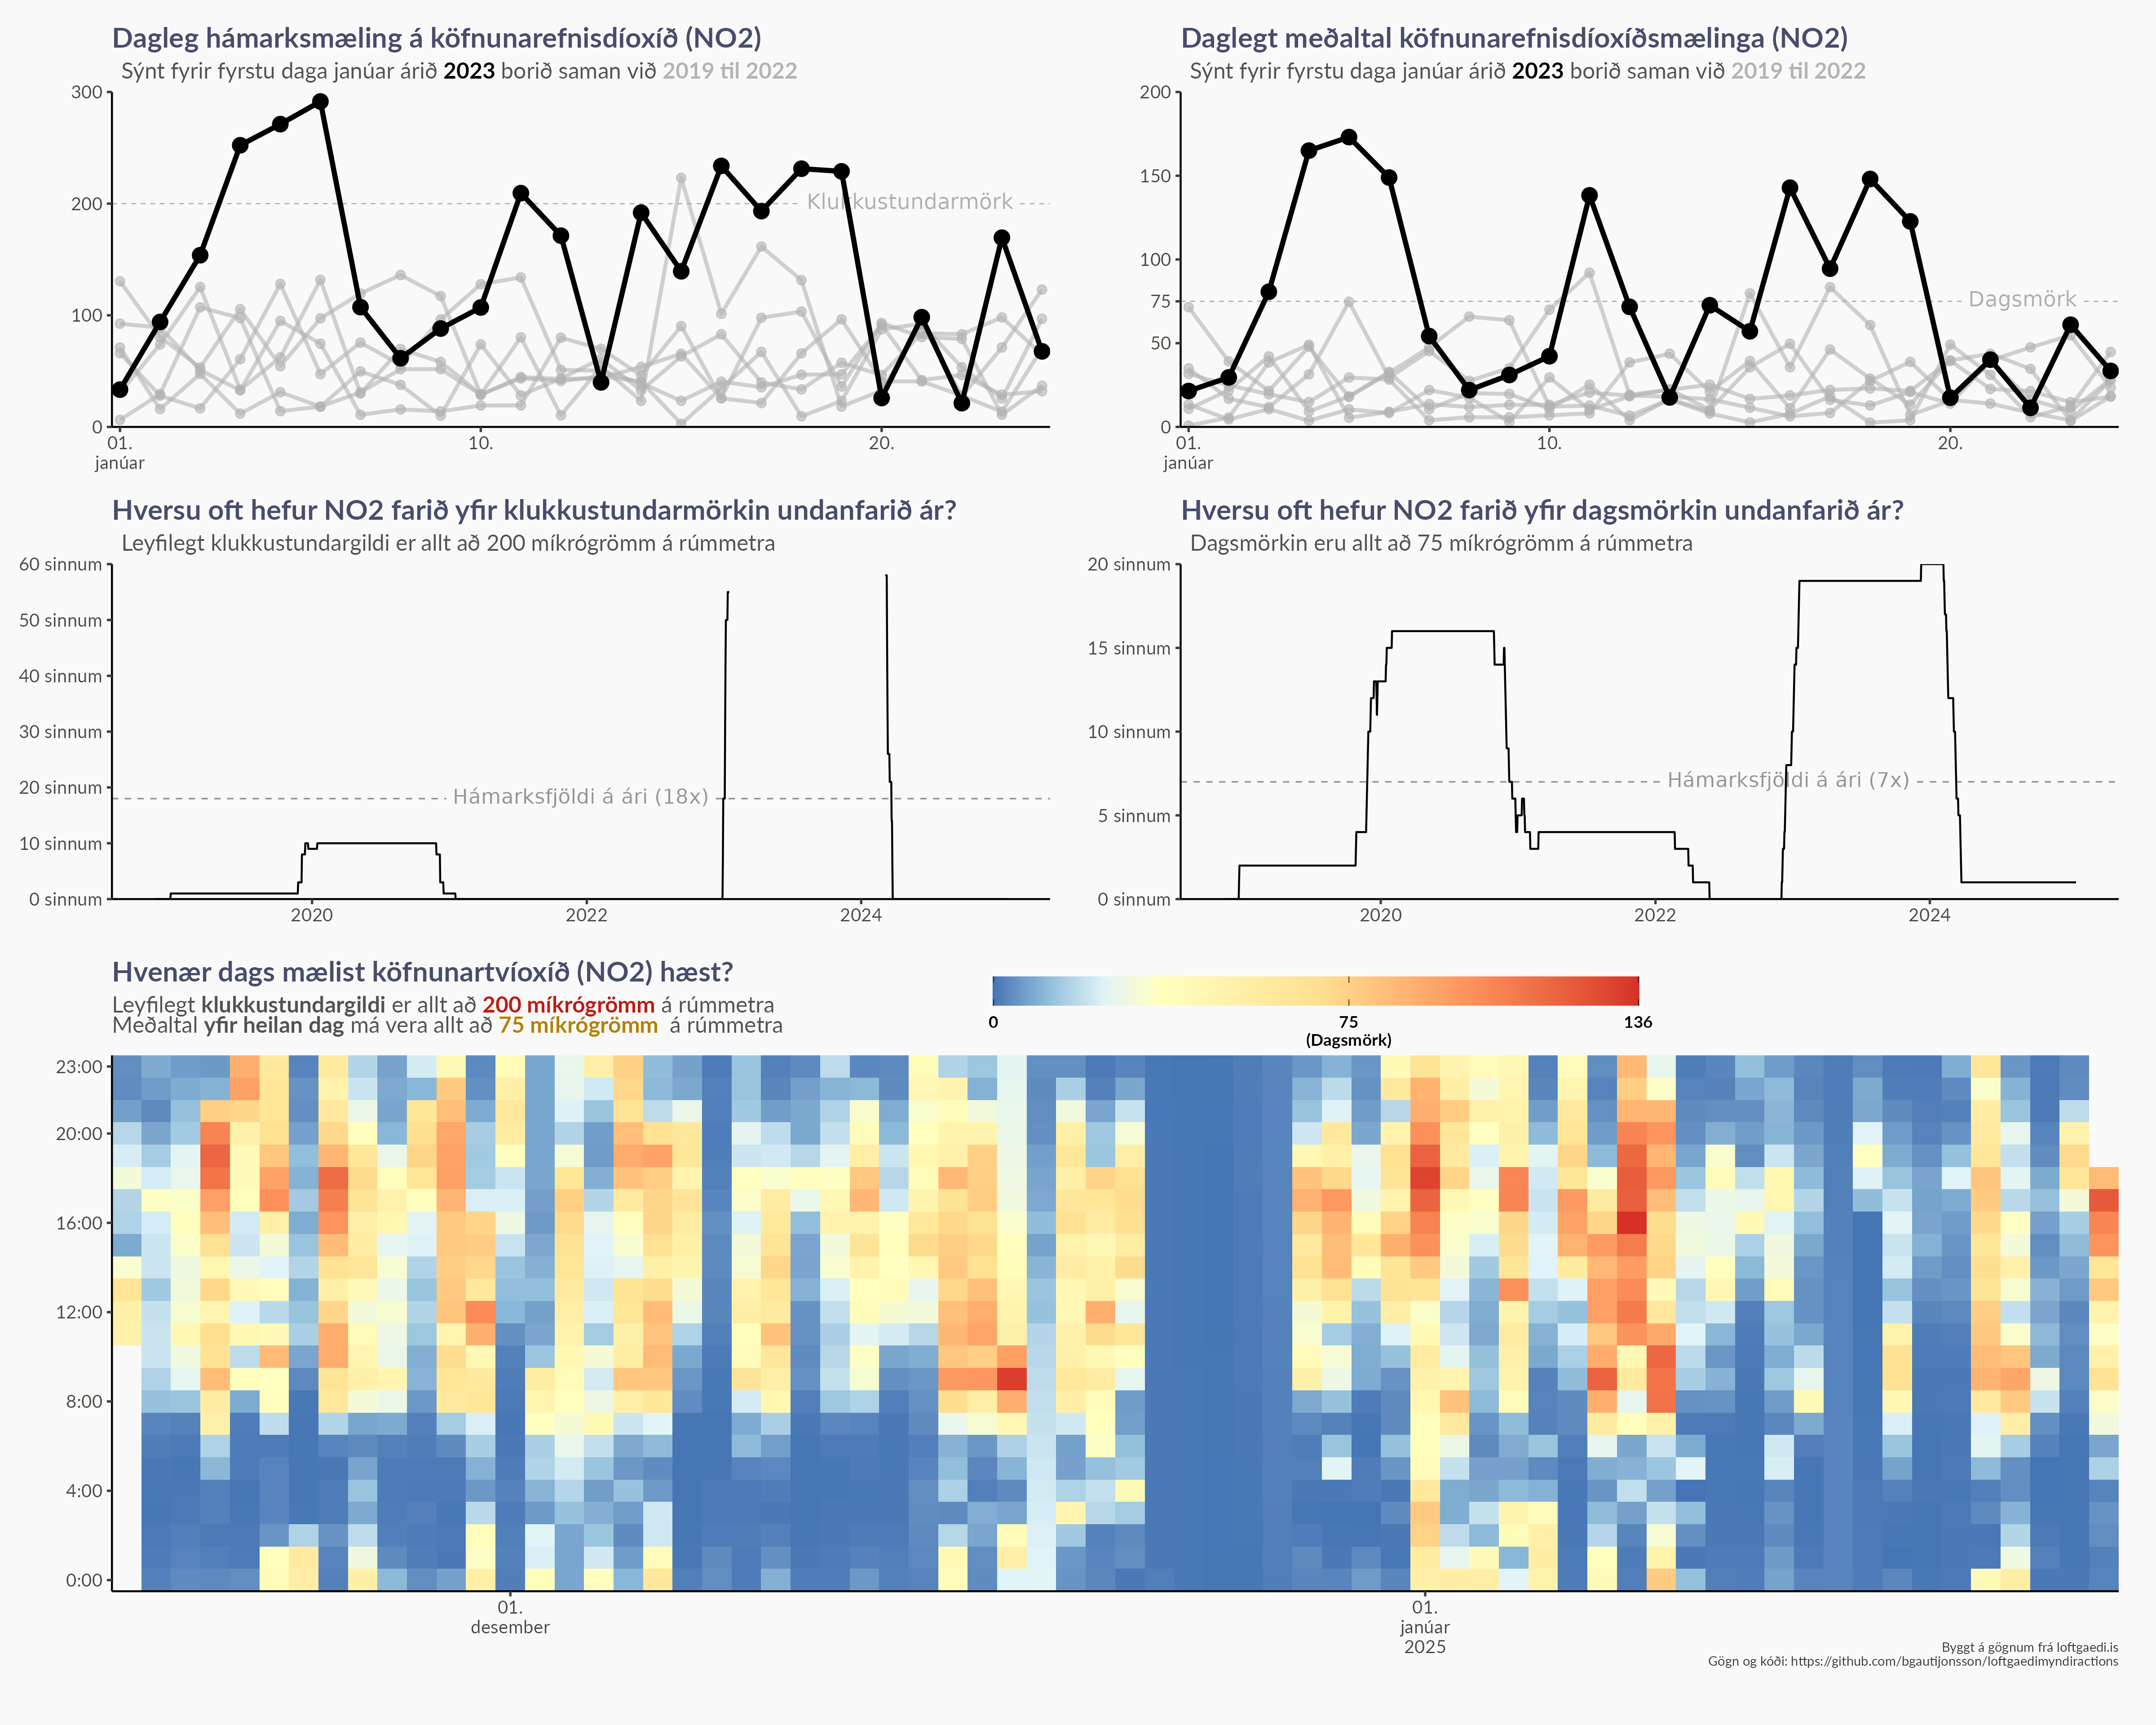 Dagleg hámarksmæling á köfnunarefnisdíoxíð (NO2)
Sýnt fyrir fyrstu daga janúar árið 2023 borið saman við 2019 til 2022
300
200
100
0
Klukkustundarmörk
01.
janúar
10.
20.
Daglegt meðaltal köfnunarefnisdíoxíðsmælinga (NO2)
Sýnt fyrir fyrstu daga janúar árið 2023 borið saman við 2019 til 2022
200
150
100
75
50
0
Dagsmörk
01.
janúar
10.
20.
Hversu oft hefur NO2 farið yfir klukkustundarmörkin undanfarið ár?
Leyfilegt klukkustundargildi er allt að 200 míkrógrömm á rúmmetra
60 sinnum
50 sinnum
40 sinnum
30 sinnum
20 sinnum
10 sinnum
0 sinnum
Hámarksfjöldi á ári (18x)
2020
2022
2024
Hversu oft hefur NO2 farið yfir dagsmörkin undanfarið ár?
Dagsmörkin eru allt að 75 míkrógrömm á rúmmetra
20 sinnum
15 sinnum
10 sinnum
5 sinnum
0 sinnum
Hámarksfjöldi á ári (7x)
2020
2022
2024
Hvenær dags mælist köfnunartvíoxíð (NO2) hæst?
Leyfilegt klukkustundargildi er allt að 200 míkrógrömm á rúmmetra
Meðaltal yfir heilan dag má vera allt að 75 míkrógrömm á rúmmetra
0
75
(Dagsmörk)
136
23:00
20:00
16:00
12:00
8:00
4:00
0:00
01.
desember
01.
janúar
2025
Byggt á gögnum frá loftgaedi.is
Gögn og kóði: https://github.com/bgautijonsson/loftgaedimyndiractions